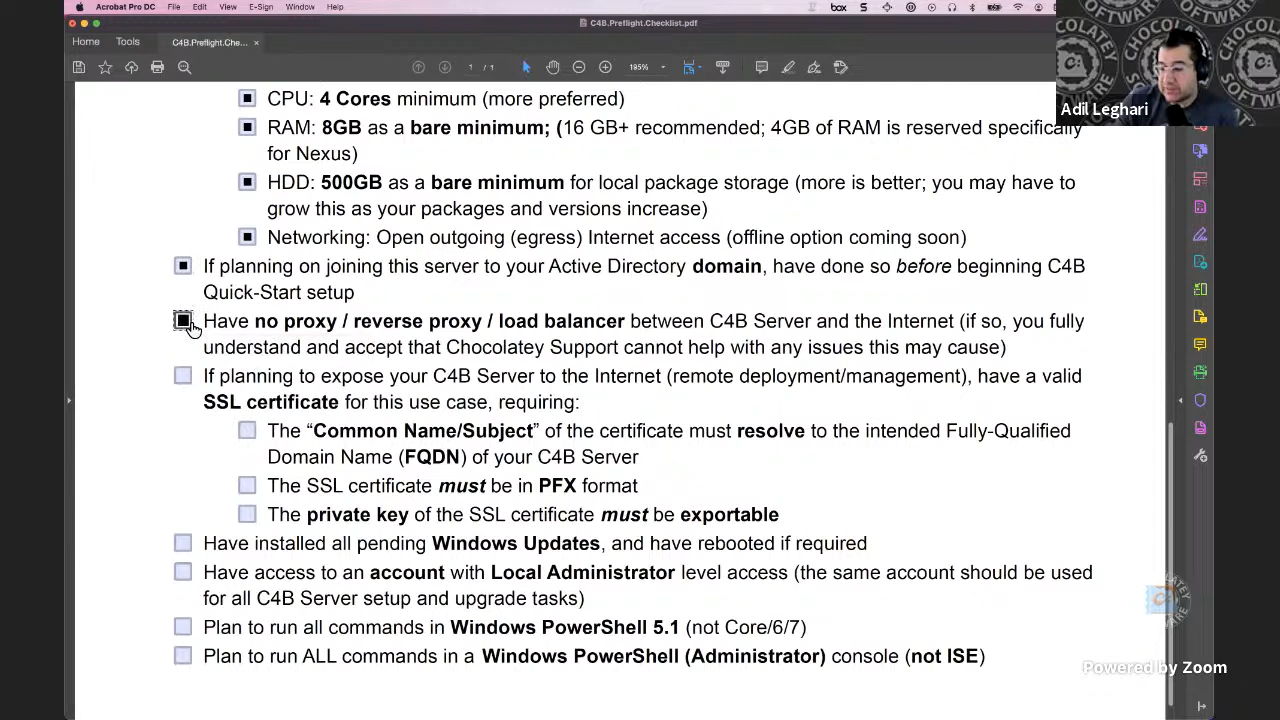 Acrobat Pro DC File Edit View E-Sign Window Help
box
C4B.Preflight.Checklist.pdf
Home Tools C4B.Preflight.Chec... ×
1 / 1
195%
CPU: 4 Cores minimum (more preferred)
RAM: 8GB as a bare minimum; (16 GB+ recommended; 4GB of RAM is reserved specifically
for Nexus)
HDD: 500GB as a bare minimum for local package storage (more is better; you may have to
grow this as your packages and versions increase)
Networking: Open outgoing (egress) Internet access (offline option coming soon)
If planning on joining this server to your Active Directory domain, have done so before beginning C4B
Quick-Start setup
Have no proxy / reverse proxy / load balancer between C4B Server and the Internet (if so, you fully
understand and accept that Chocolatey Support cannot help with any issues this may cause)
If planning to expose your C4B Server to the Internet (remote deployment/management), have a valid
SSL certificate for this use case, requiring:
The “Common Name/Subject” of the certificate must resolve to the intended Fully-Qualified
Domain Name (FQDN) of your C4B Server
The SSL certificate must be in PFX format
The private key of the SSL certificate must be exportable
Have installed all pending Windows Updates, and have rebooted if required
Have access to an account with Local Administrator level access (the same account should be used
for all C4B Server setup and upgrade tasks)
Plan to run all commands in Windows PowerShell 5.1 (not Core/6/7)
Plan to run ALL commands in a Windows PowerShell (Administrator) console (not ISE)
Adil Leghari
Powered by Zoom